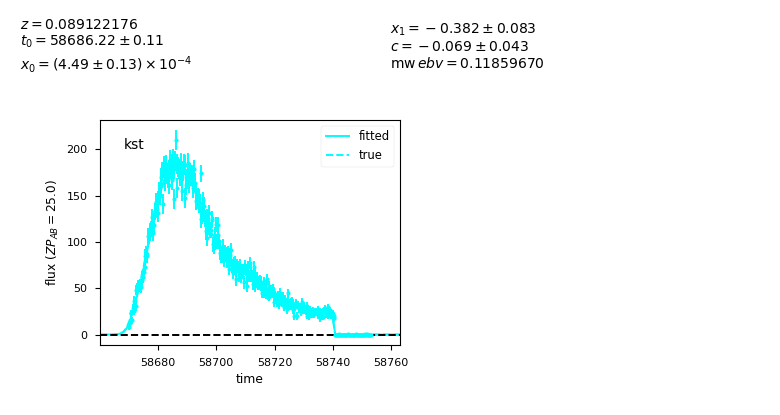 z = 0.089122176
t₀ = 58686.22 ± 0.11
x₀ = (4.49 ± 0.13) × 10⁻⁴
x₁ = − 0.382 ± 0.083
c = − 0.069 ± 0.043
mw ebv = 0.11859670
kst
fitted
true
flux (ZP_AB = 25.0)
200
150
100
50
0
58680 58700 58720 58740 58760
time